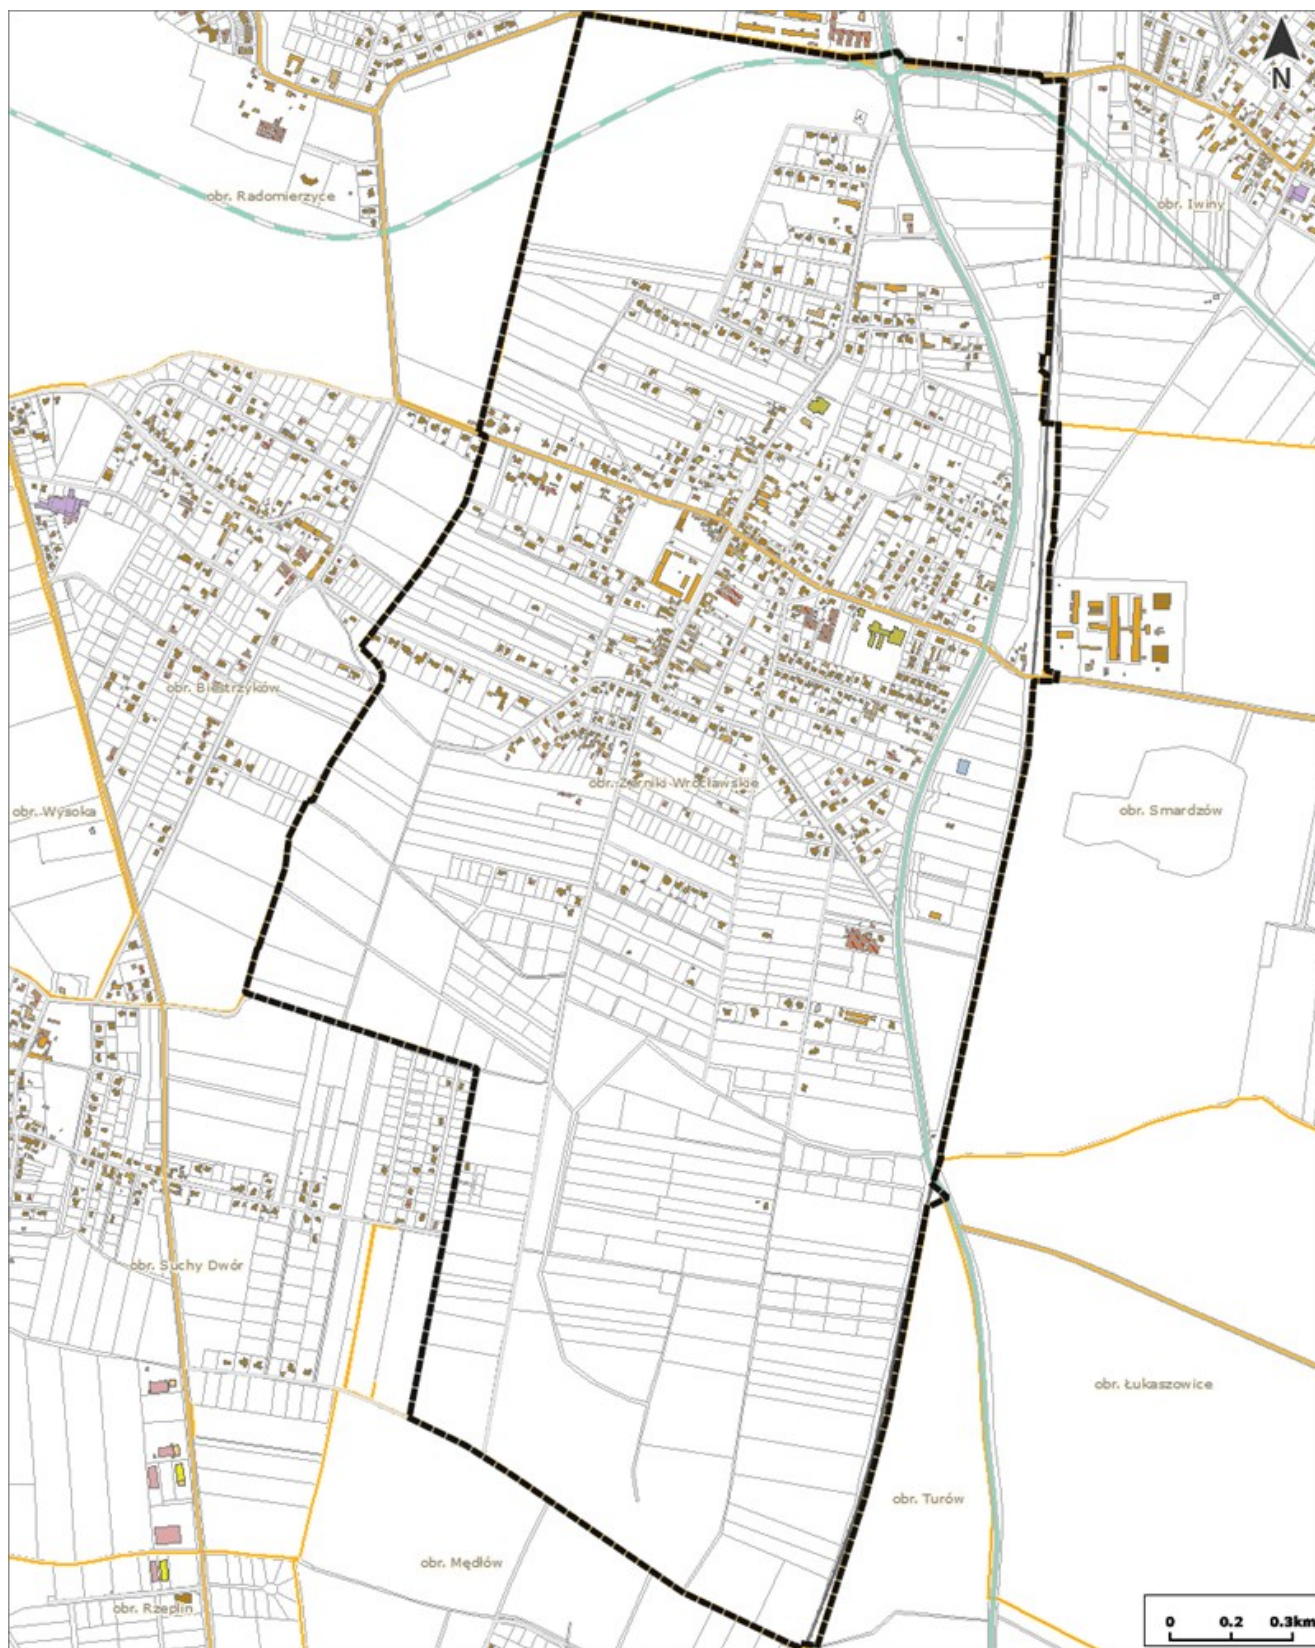 N
obr. Radomierzyce
obr. Iwiny
obr. Biestrzyków
obr. Żerniki Wrocławskie
obr. Wysoka
obr. Smardzów
obr. Suchy Dwór
obr. Łukaszowice
obr. Turów
obr. Mędłów
obr. Rzeplin
0 0.2 0.3km